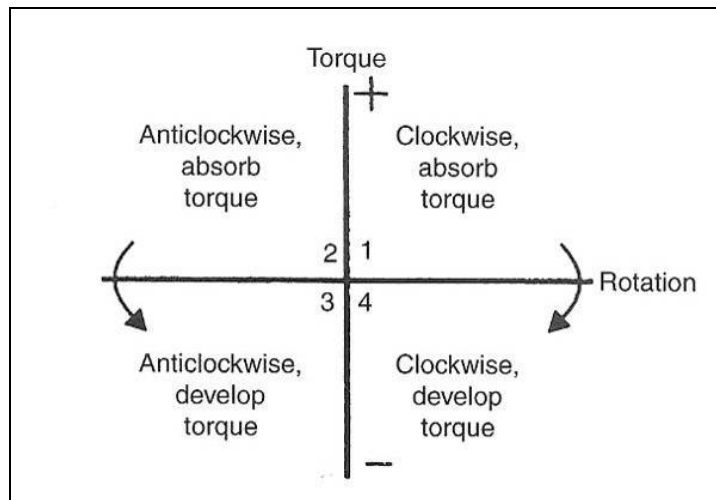 Torque
+
Anticlockwise,
absorb
torque
Clockwise,
absorb
torque
2 1
Rotation
3 4
Anticlockwise,
develop
torque
Clockwise,
develop
torque
−